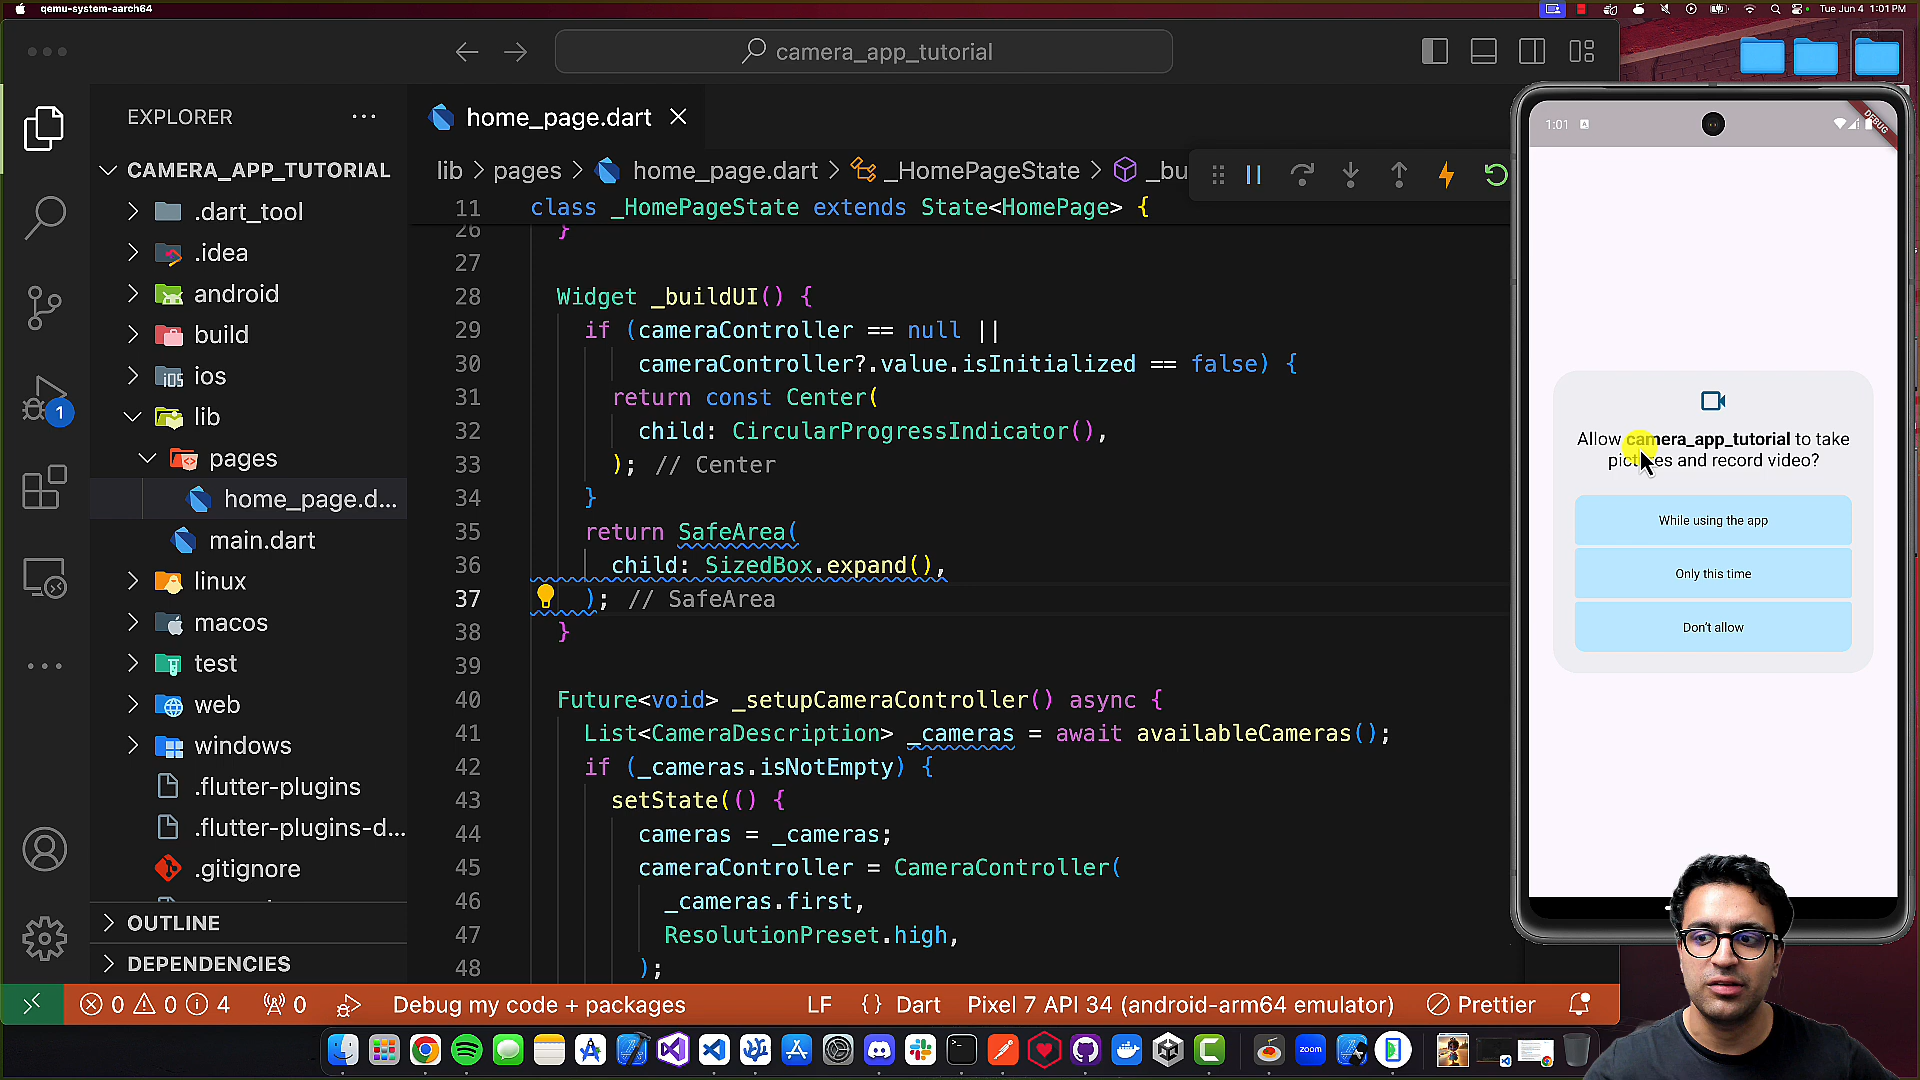 qemu-system-aarch64
Tue Jun 4 1:01 PM
camera_app_tutorial
EXPLORER
home_page.dart
CAMERA_APP_TUTORIAL
.dart_tool
.idea
android
build
ios
lib
pages
home_page.d...
main.dart
linux
macos
test
web
windows
.flutter-plugins
.flutter-plugins-d...
.gitignore
OUTLINE
DEPENDENCIES
1
lib > pages > home_page.dart > _HomePageState > _bu
11 class _HomePageState extends State<HomePage> {
26 }
27
28 Widget _buildUI() {
29 if (cameraController == null ||
30 cameraController?.value.isInitialized == false) {
31 return const Center(
32 child: CircularProgressIndicator(),
33 ); // Center
34 }
35 return SafeArea(
36 child: SizedBox.expand(),
37 ); // SafeArea
38 }
39
40 Future<void> _setupCameraController() async {
41 List<CameraDescription> _cameras = await availableCameras();
42 if (_cameras.isNotEmpty) {
43 setState(() {
44 cameras = _cameras;
45 cameraController = CameraController(
46 _cameras.first,
47 ResolutionPreset.high,
48 );
1:01
DEBUG
Allow camera_app_tutorial to take
pictures and record video?
While using the app
Only this time
Don't allow
0 0 4 0 Debug my code + packages LF {} Dart Pixel 7 API 34 (android-arm64 emulator) Prettier
zoom